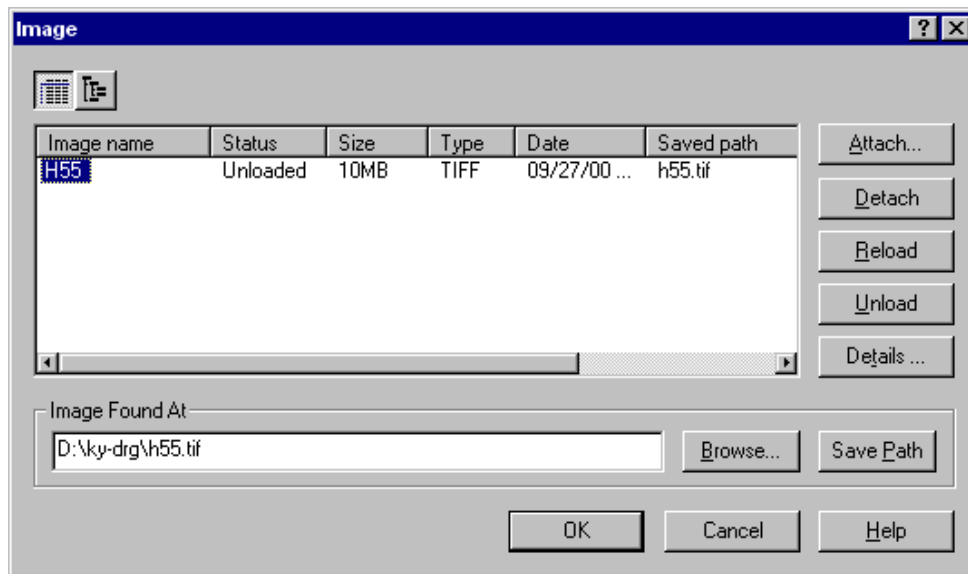 Image
Image name Status Size Type Date Saved path
H55 Unloaded 10MB TIFF 09/27/00 ... h55.tif
Attach...
Detach
Reload
Unload
Details ...
Image Found At
D:\ky-drg\h55.tif
Browse...
Save Path
OK
Cancel
Help